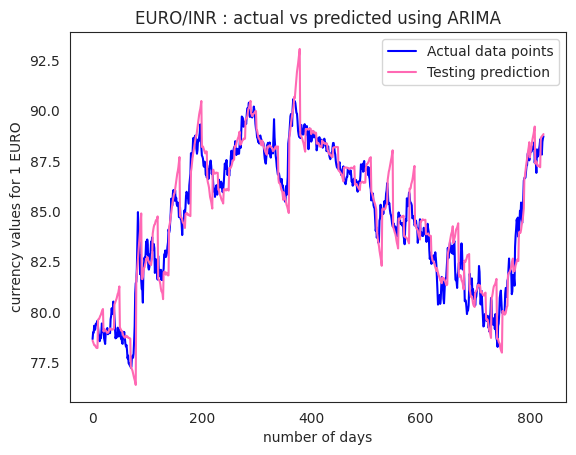 EURO/INR : actual vs predicted using ARIMA
Actual data points
Testing prediction
currency values for 1 EURO
92.5
90.0
87.5
85.0
82.5
80.0
77.5
0 200 400 600 800
number of days